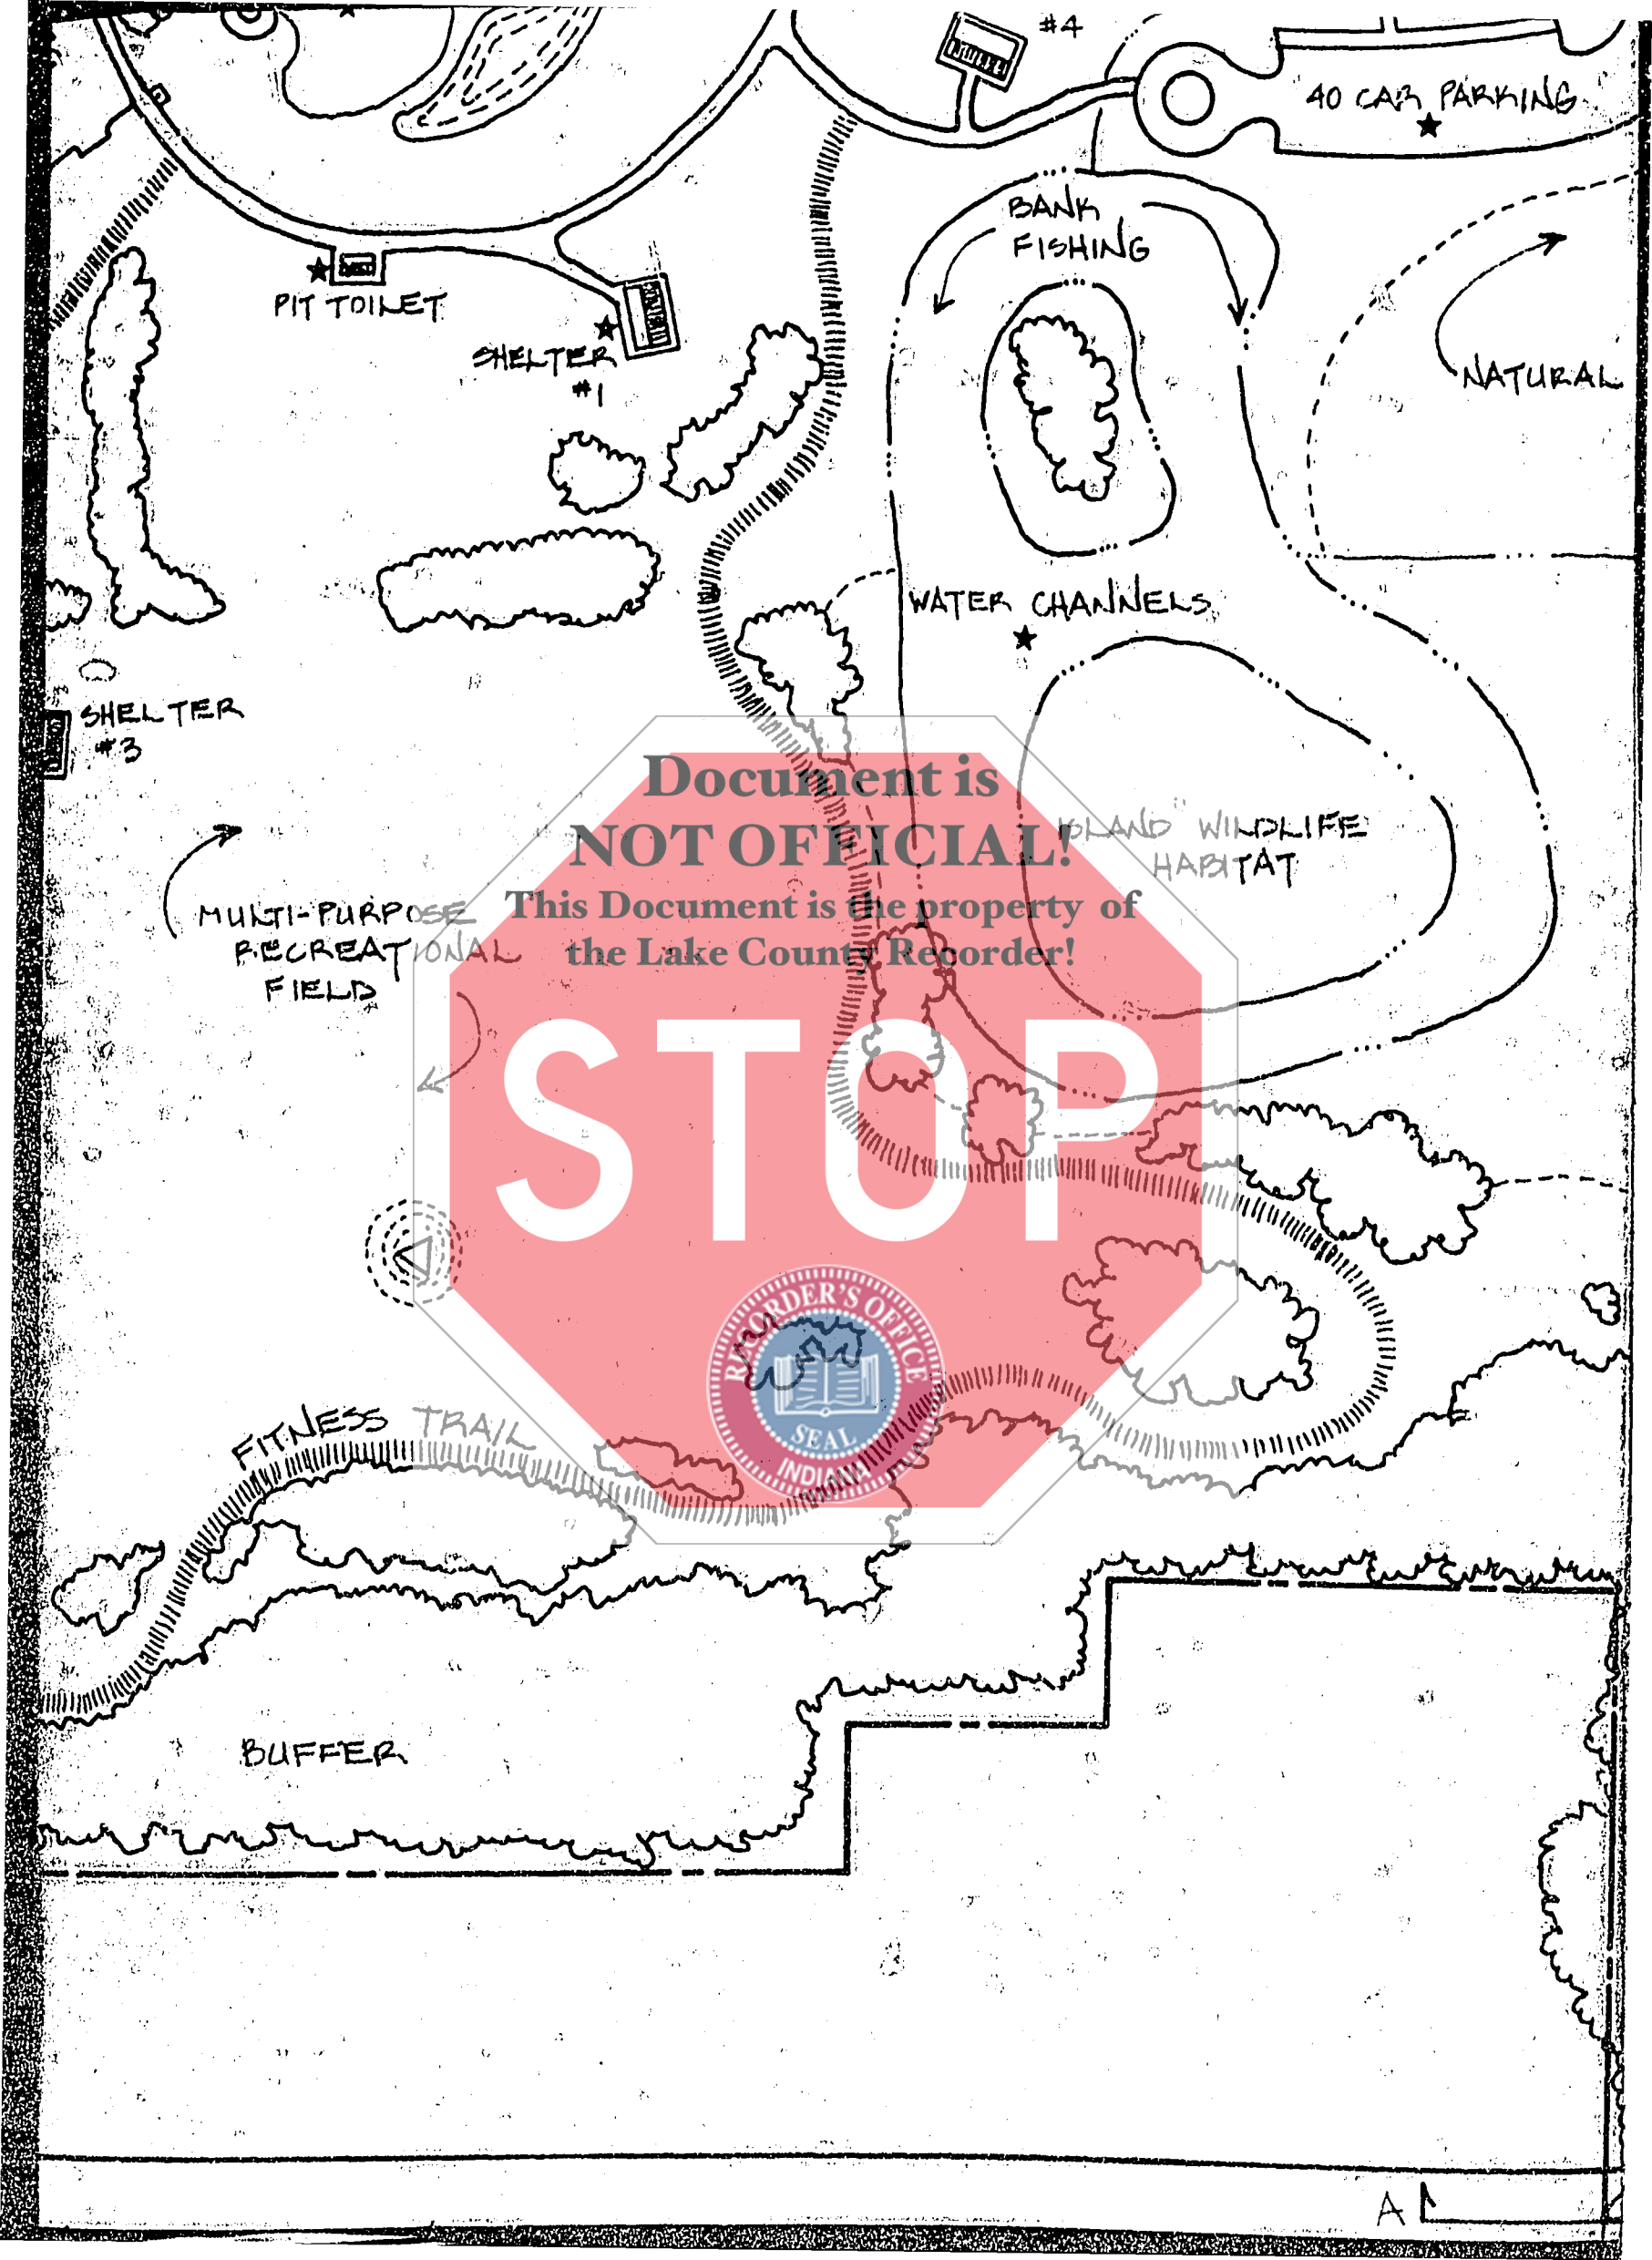 #4
40 CAR PARKING
BANK
FISHING
PIT TOILET
SHELTER
#1
NATURAL
WATER CHANNELS
SHELTER
#3
Document is
NOT OFFICIAL!
This Document is the property of
the Lake County Recorder!
ISLAND" WILDLIFE
HABITAT
MULTI-PURPOSE
RECREATIONAL
FIELD
STOP
RECORDER'S OFFICE
SEAL
INDIANA
FITNESS TRAIL
BUFFER
A